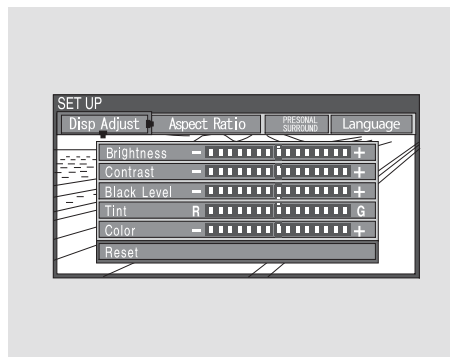 SET UP
Disp Adjust Aspect Ratio PRESONAL SURROUND Language
Brightness - +
Contrast - +
Black Level - +
Tint R G
Color - +
Reset